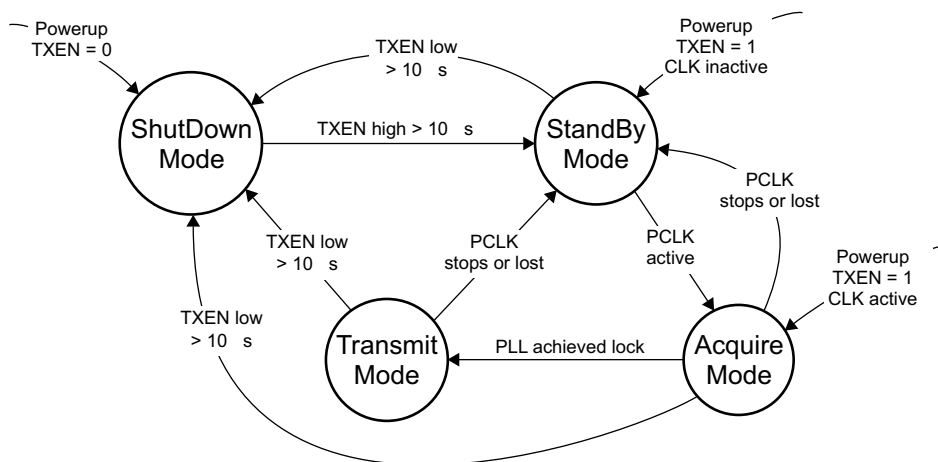 Powerup
TXEN = 0
TXEN low
> 10 s
Powerup
TXEN = 1
CLK inactive
ShutDown
Mode
TXEN high > 10 s
StandBy
Mode
PCLK
stops or lost
TXEN low
> 10 s
PCLK
stops or lost
PCLK
active
Powerup
TXEN = 1
CLK active
TXEN low
> 10 s
Transmit
Mode
PLL achieved lock
Acquire
Mode